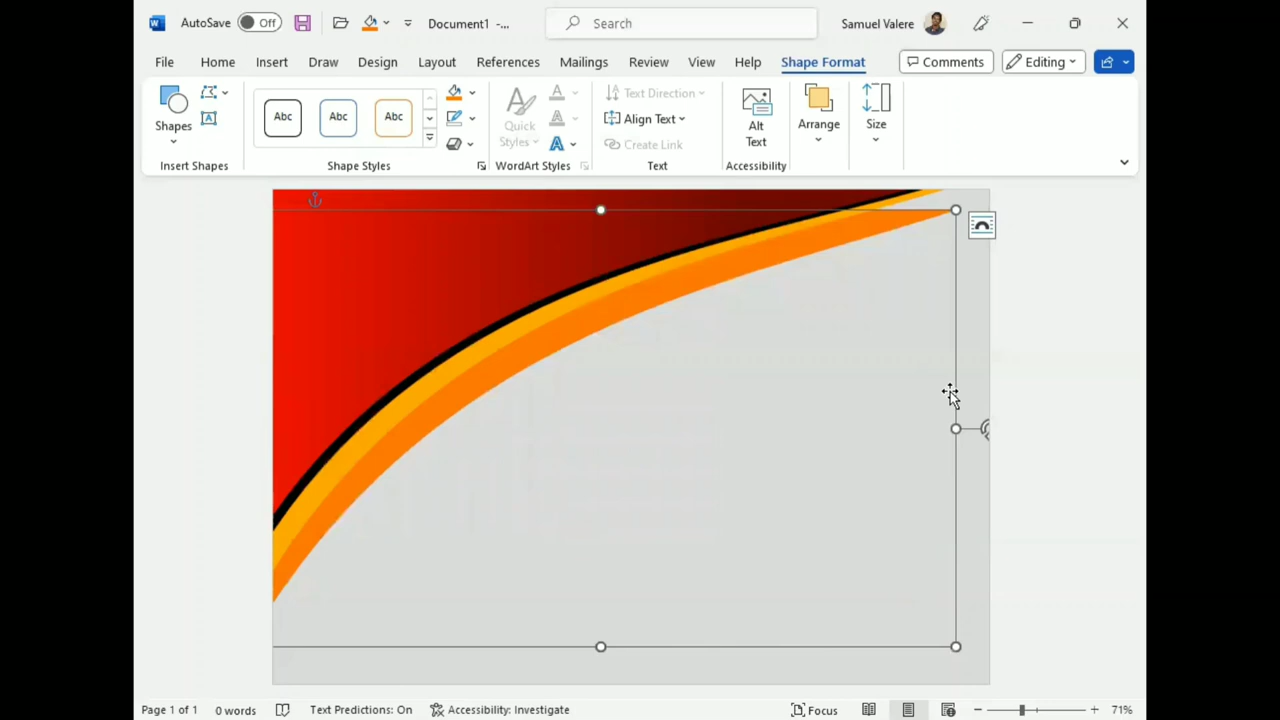 AutoSave Off Document1 -... Search Samuel Valere
File Home Insert Draw Design Layout References Mailings Review View Help Shape Format Comments Editing
Shapes
Abc Abc Abc
Quick
Styles
A A A
Text Direction
Align Text
Create Link
Alt
Text
Arrange
Size
Insert Shapes Shape Styles WordArt Styles Text Accessibility
Page 1 of 1 0 words Text Predictions: On Accessibility: Investigate Focus 71%